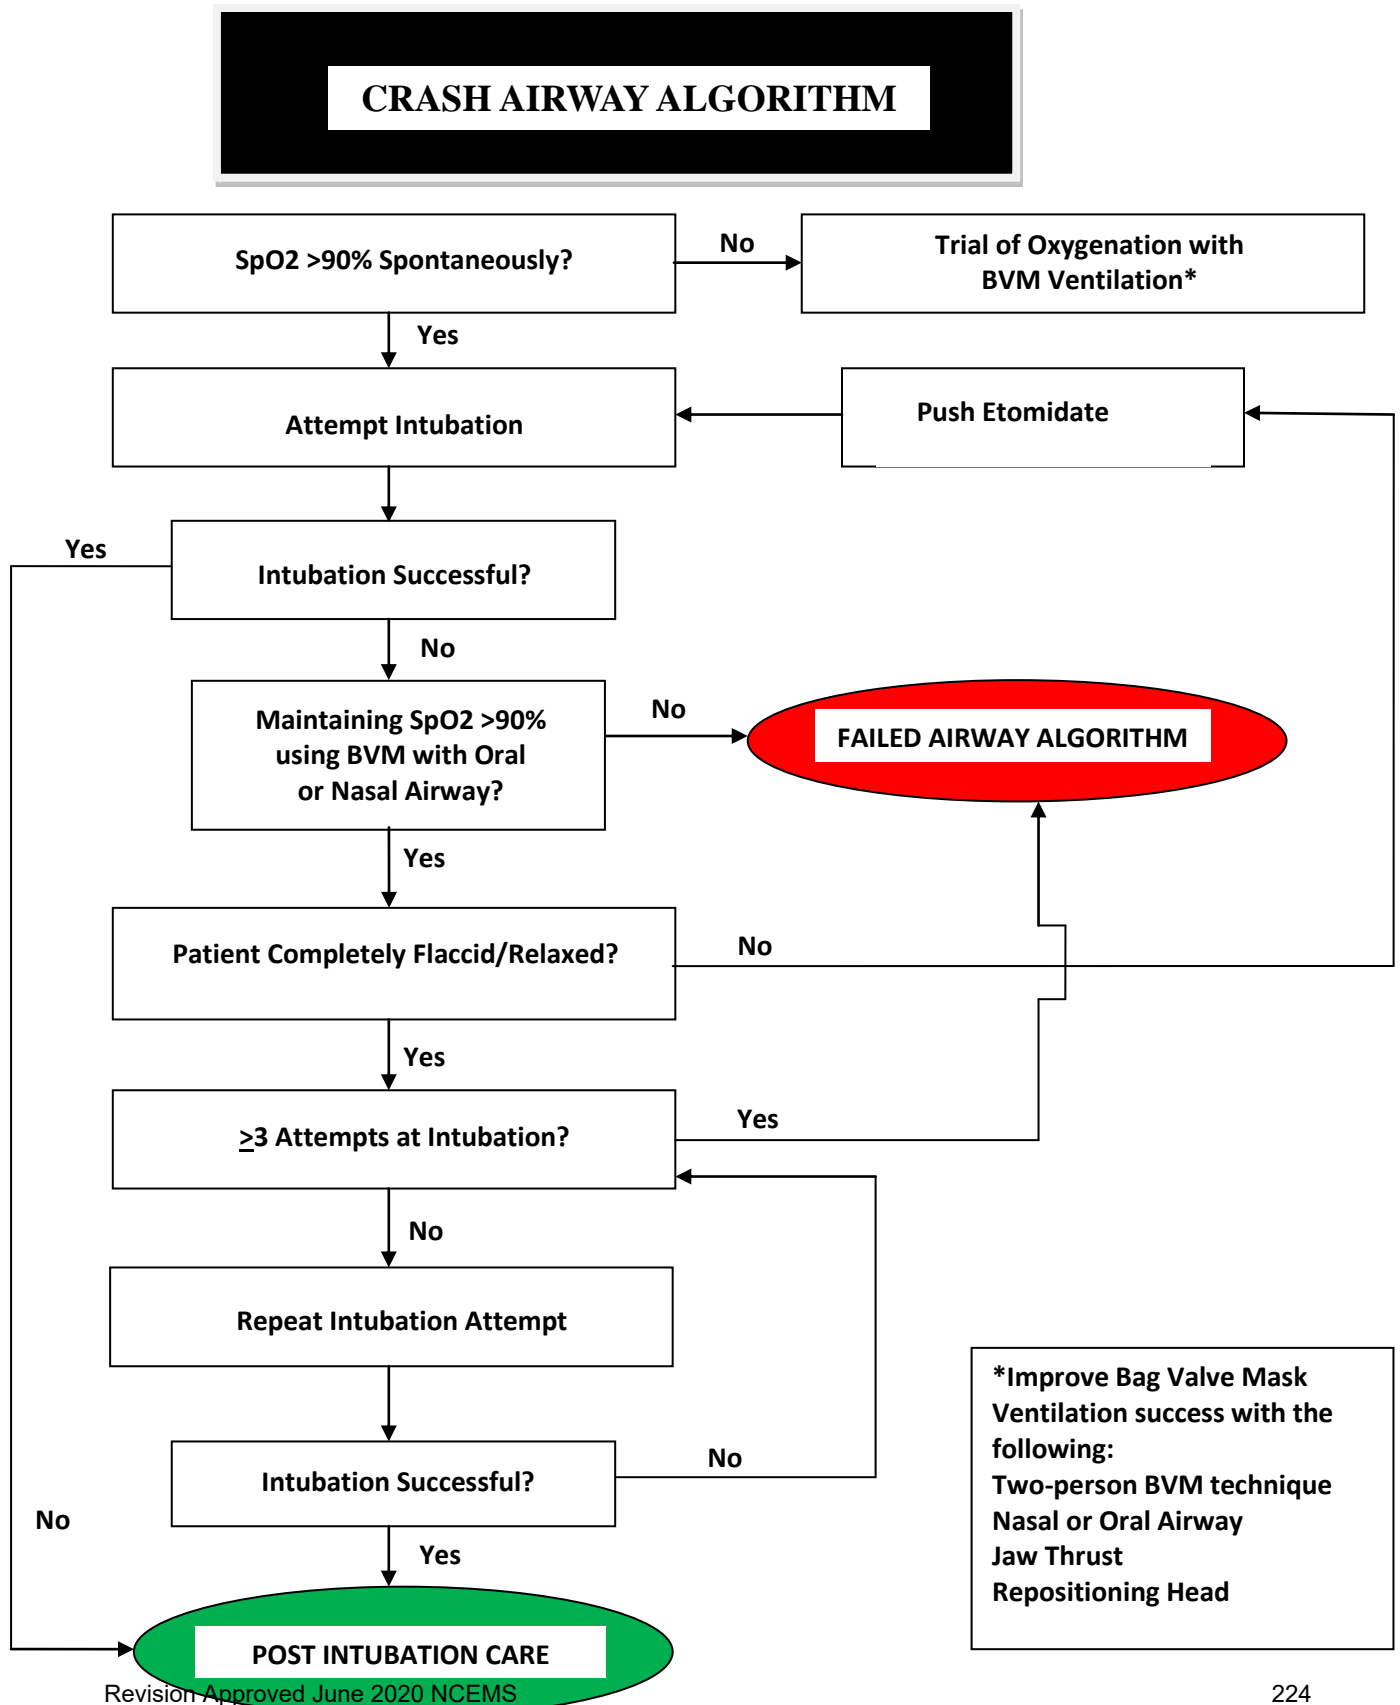 CRASH AIRWAY ALGORITHM
SpO2 >90% Spontaneously?
No
Trial of Oxygenation with
BVM Ventilation*
Yes
Attempt Intubation
Push Etomidate
Yes
Intubation Successful?
No
Maintaining SpO2 >90%
using BVM with Oral
or Nasal Airway?
No
FAILED AIRWAY ALGORITHM
Yes
Patient Completely Flaccid/Relaxed?
No
Yes
≥3 Attempts at Intubation?
Yes
No
Repeat Intubation Attempt
Intubation Successful?
No
No
Yes
*Improve Bag Valve Mask
Ventilation success with the
following:
Two-person BVM technique
Nasal or Oral Airway
Jaw Thrust
Repositioning Head
POST INTUBATION CARE
Revision Approved June 2020 NCEMS
224